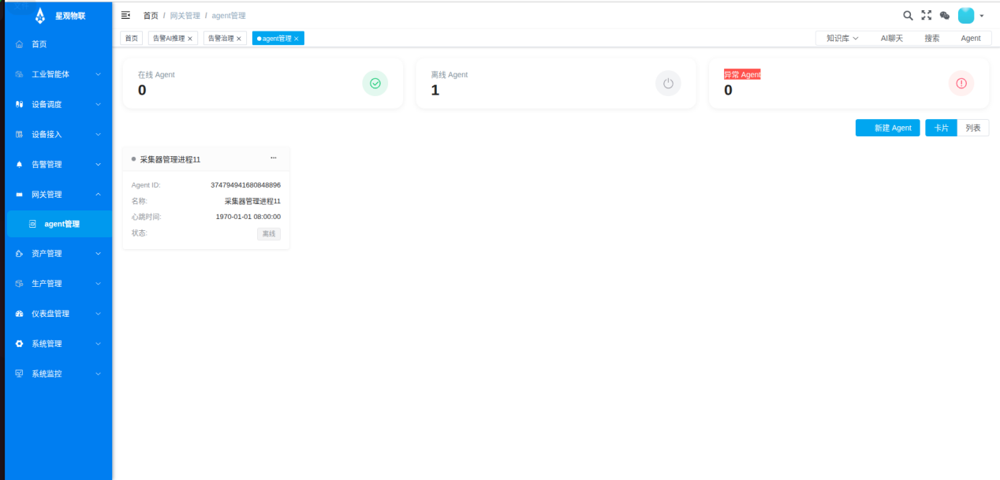 星观物联
首页 / 网关管理 / agent管理
首页 告警AI推理 × 告警治理 × agent管理 ×
知识库 AI聊天 搜索 Agent
首页
工业智能体
设备调度
设备接入
告警管理
网关管理
agent管理
资产管理
生产管理
仪表盘管理
系统管理
系统监控
在线 Agent
0
离线 Agent
1
异常 Agent
0
新建 Agent 卡片 列表
采集器管理进程11 ...
Agent ID: 374794941680848896
名称: 采集器管理进程11
心跳时间: 1970-01-01 08:00:00
状态: 离线